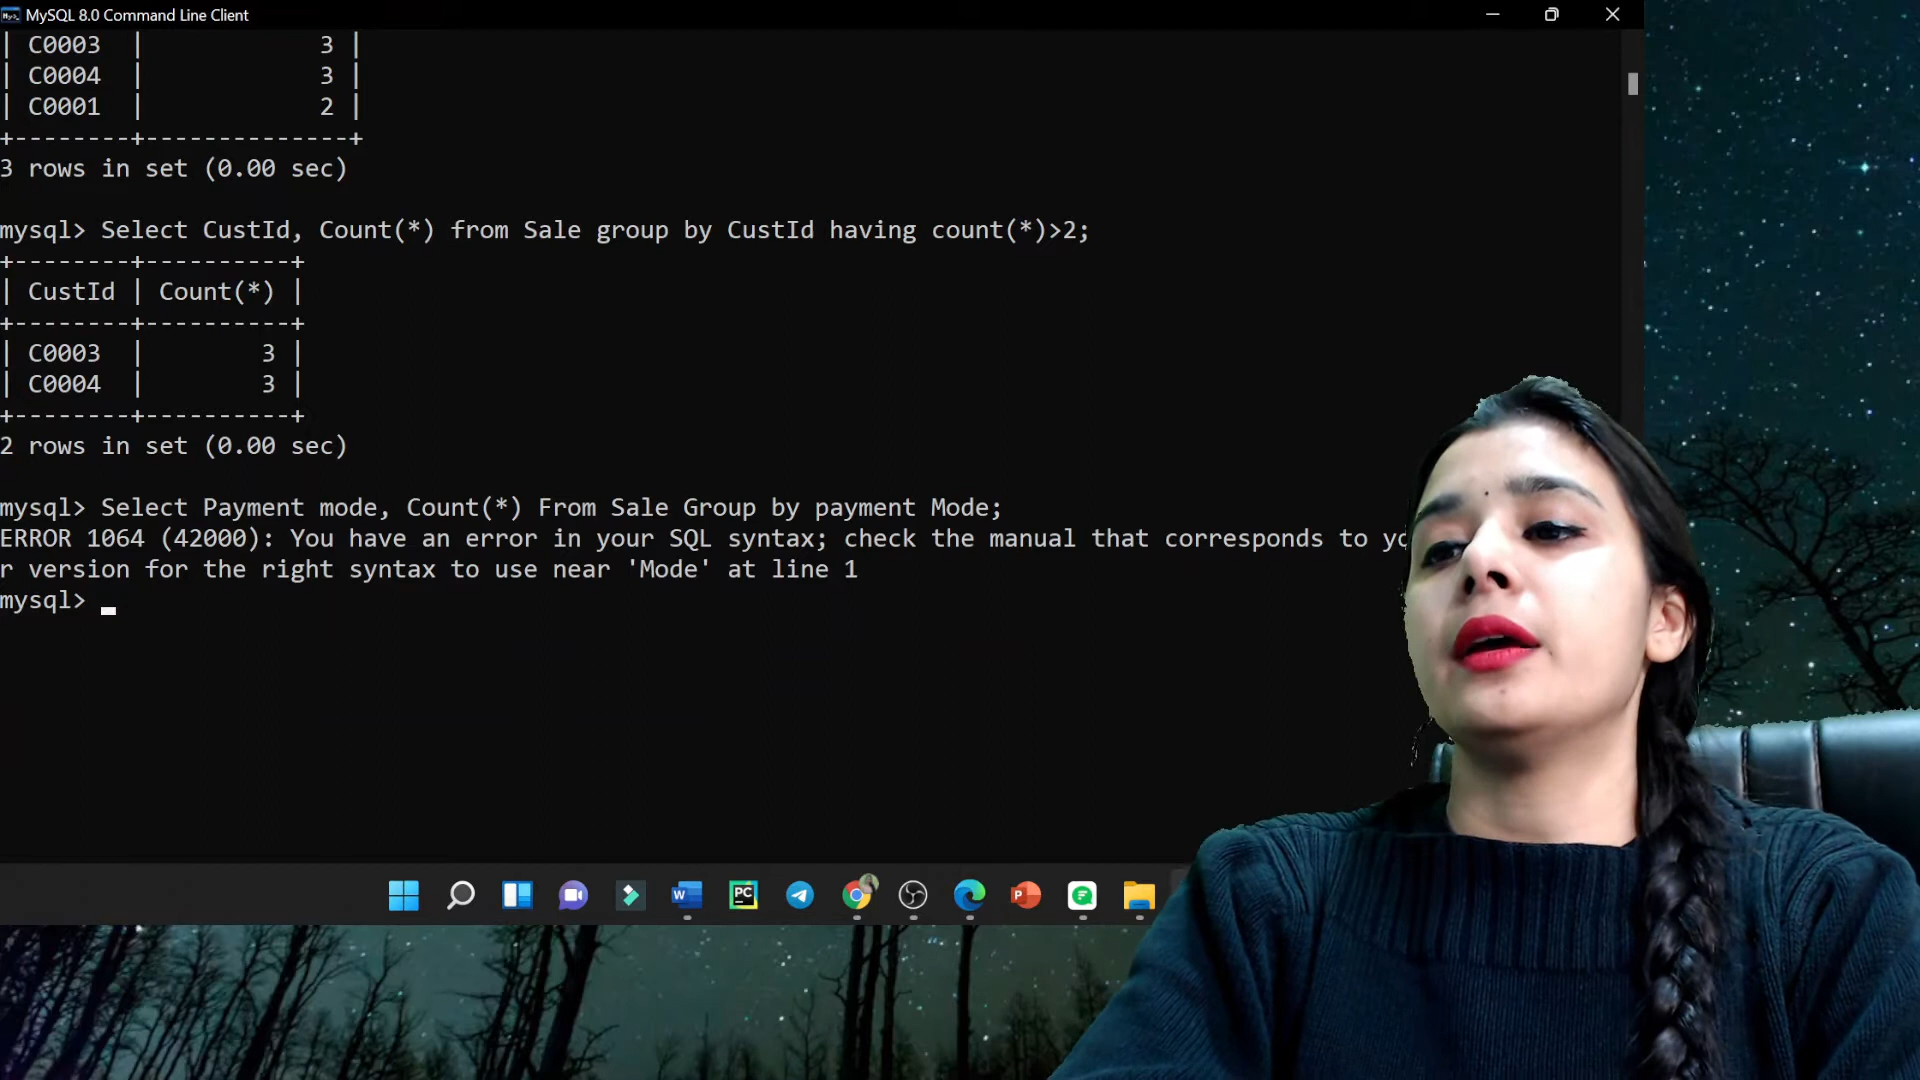 MySQL 8.0 Command Line Client
| C0003 | 3 |
| C0004 | 3 |
| C0001 | 2 |
+--------+--------------+
3 rows in set (0.00 sec)
mysql> Select CustId, Count(*) from Sale group by CustId having count(*)>2;
+--------+----------+
| CustId | Count(*) |
+--------+----------+
| C0003 | 3 |
| C0004 | 3 |
+--------+----------+
2 rows in set (0.00 sec)
mysql> Select Payment mode, Count(*) From Sale Group by payment Mode;
ERROR 1064 (42000): You have an error in your SQL syntax; check the manual that corresponds to yo
r version for the right syntax to use near 'Mode' at line 1
mysql>
W
PC
P